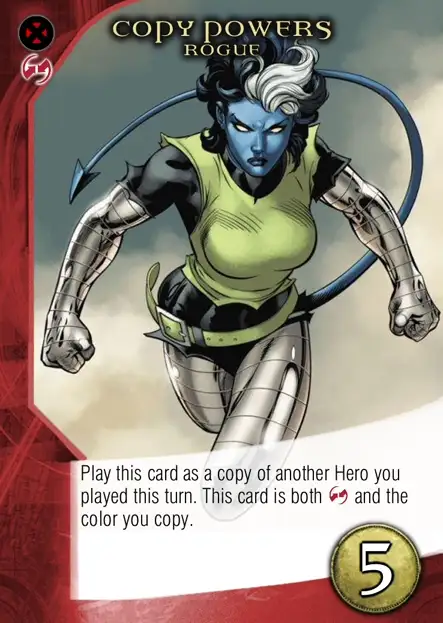 COPY POWERS
ROGUE
Play this card as a copy of another Hero you
played this turn. This card is both and the
color you copy.
5